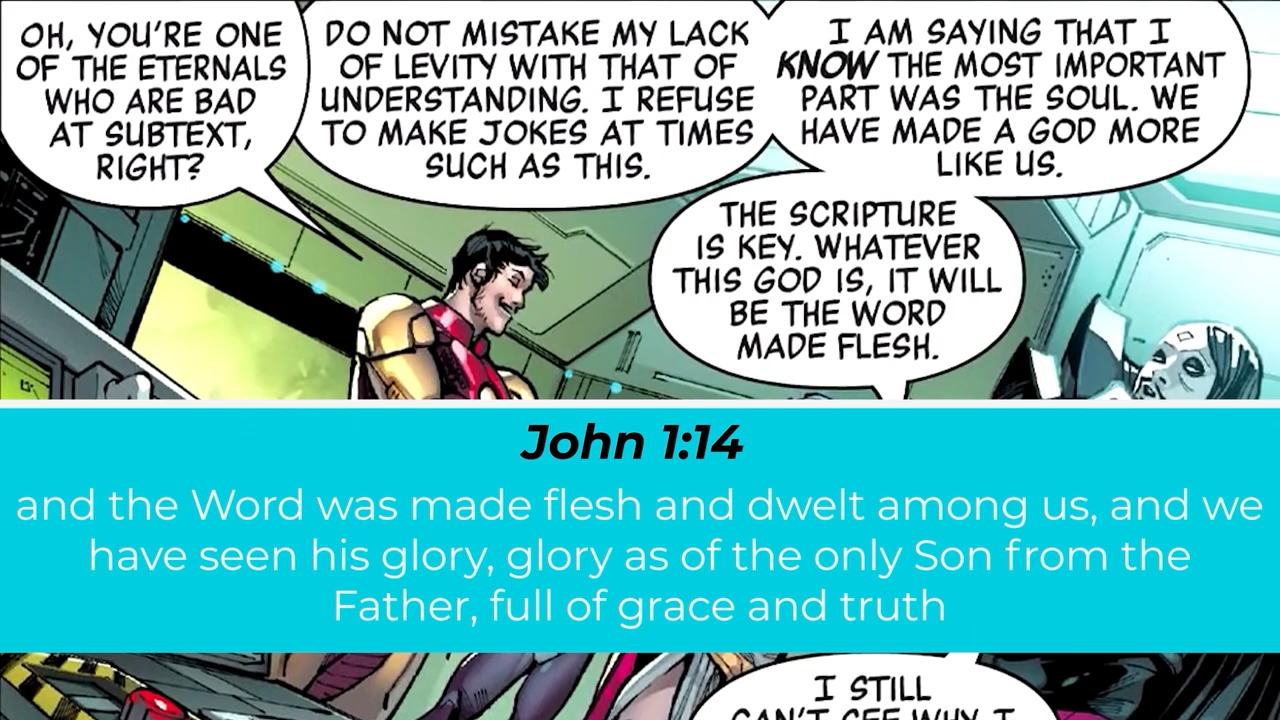 OH, YOU'RE ONE
OF THE ETERNALS
WHO ARE BAD
AT SUBTEXT,
RIGHT?
DO NOT MISTAKE MY LACK
OF LEVITY WITH THAT OF
UNDERSTANDING. I REFUSE
TO MAKE JOKES AT TIMES
SUCH AS THIS.
I AM SAYING THAT I
KNOW THE MOST IMPORTANT
PART WAS THE SOUL. WE
HAVE MADE A GOD MORE
LIKE US.
THE SCRIPTURE
IS KEY. WHATEVER
THIS GOD IS, IT WILL
BE THE WORD
MADE FLESH.
John 1:14
and the Word was made flesh and dwelt among us, and we
have seen his glory, glory as of the only Son from the
Father, full of grace and truth
I STILL
CAN'T SEE WHY I